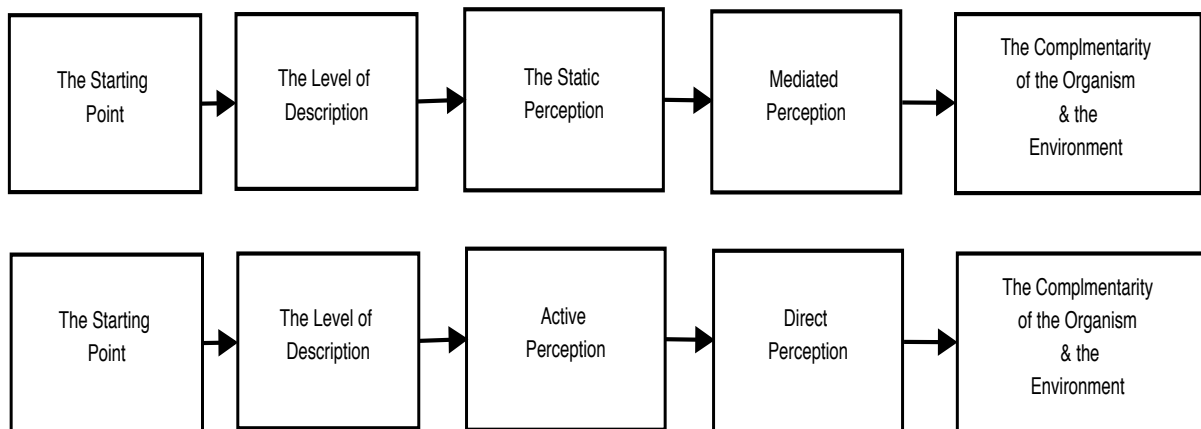 The Starting
Point
The Level of
Description
The Static
Perception
Mediated
Perception
The Complmentarity
of the Organism
& the
Environment
The Starting
Point
The Level of
Description
Active
Perception
Direct
Perception
The Complmentarity
of the Organism
& the
Environment